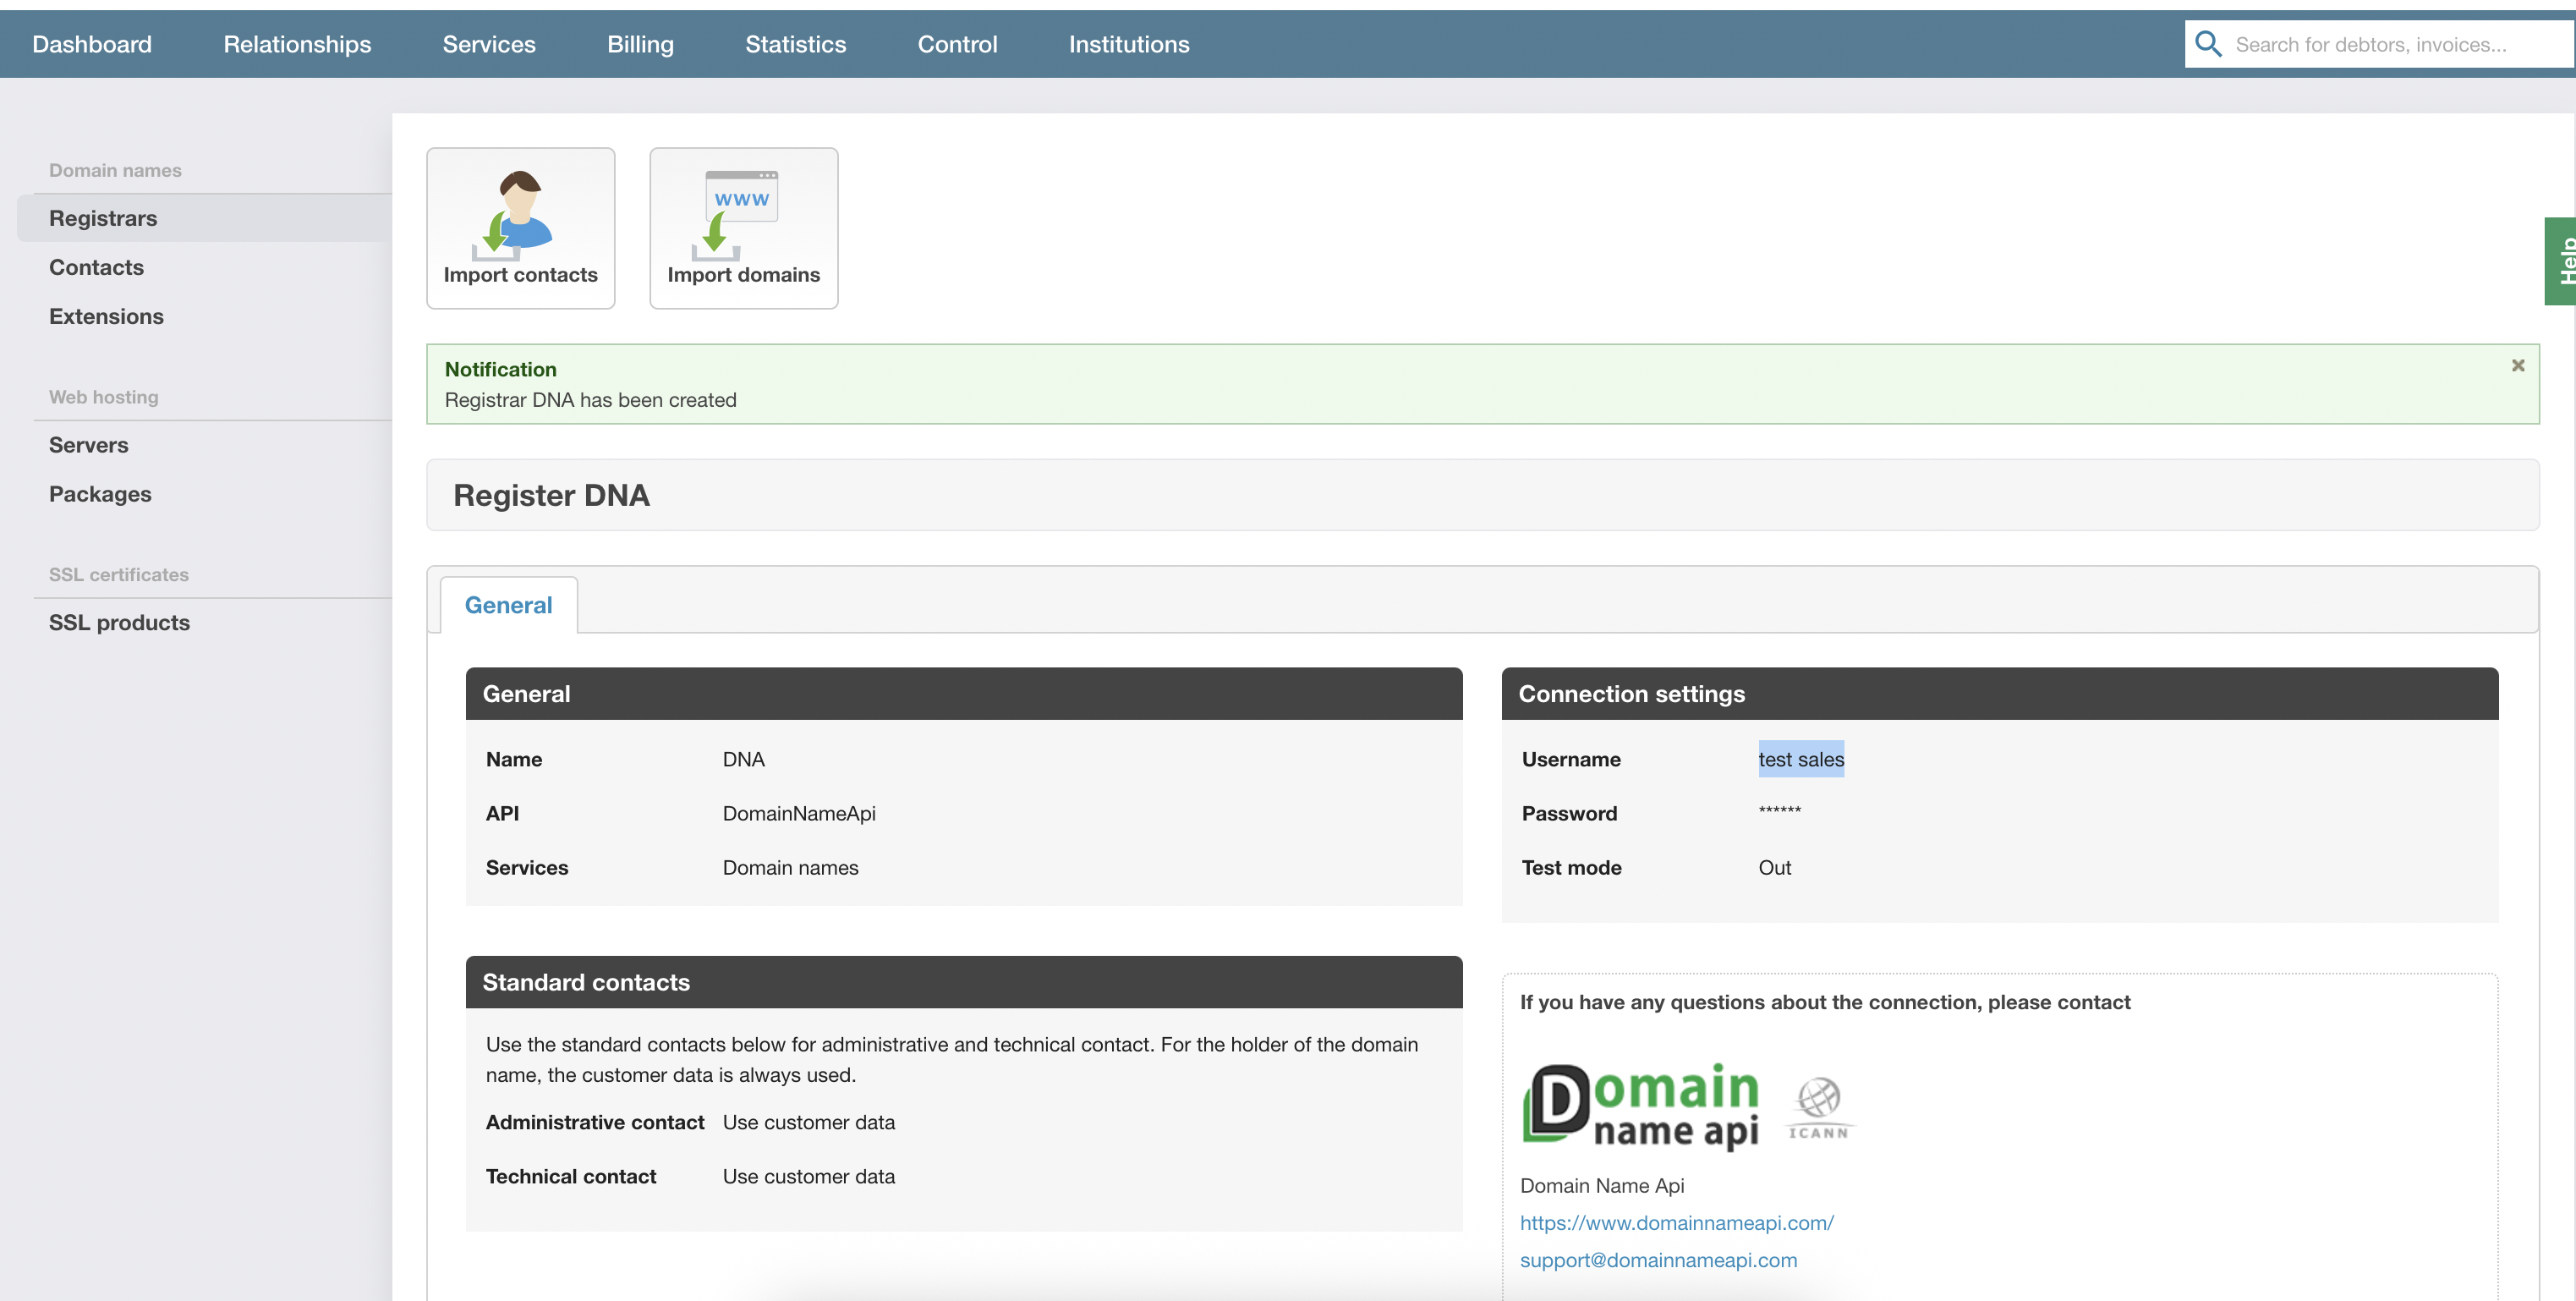 Dashboard Relationships Services Billing Statistics Control Institutions Search for debtors, invoices...
Domain names
Registrars
Contacts
Extensions
Web hosting
Servers
Packages
SSL certificates
SSL products
Import contacts
www
Import domains
Help
Notification
Registrar DNA has been created
Register DNA
General
General
Name DNA
API DomainNameApi
Services Domain names
Connection settings
Username test sales
Password ******
Test mode Out
Standard contacts
Use the standard contacts below for administrative and technical contact. For the holder of the domain
name, the customer data is always used.
Administrative contact Use customer data
Technical contact Use customer data
If you have any questions about the connection, please contact
Domain
name api
ICANN
Domain Name Api
https://www.domainnameapi.com/
support@domainnameapi.com